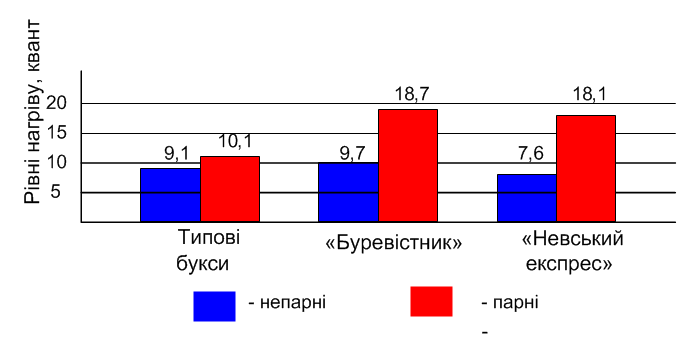 Рівні нагріву, квант
20
15
10
5
9,1
10,1
9,7
18,7
7,6
18,1
Типові
букси
«Буревістник»
«Невський
експрес»
- непарні
- парні
-